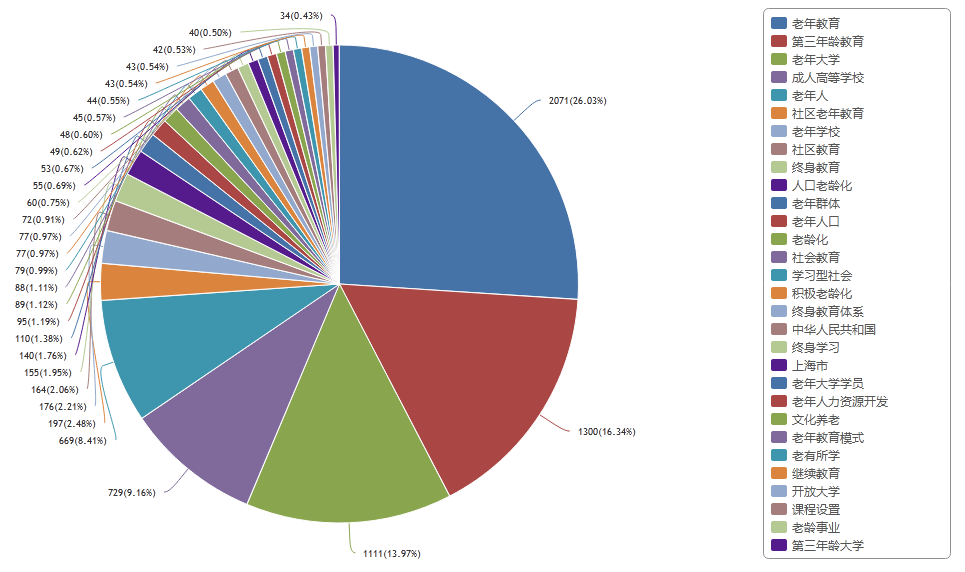 34(0.43%)
40(0.50%)
42(0.53%)
43(0.54%)
43(0.54%)
44(0.55%)
45(0.57%)
48(0.60%)
49(0.62%)
53(0.67%)
55(0.69%)
60(0.75%)
72(0.91%)
77(0.97%)
77(0.97%)
79(0.99%)
88(1.11%)
89(1.12%)
95(1.19%)
110(1.38%)
140(1.76%)
155(1.95%)
164(2.06%)
176(2.21%)
197(2.48%)
669(8.41%)
729(9.16%)
1111(13.97%)
1300(16.34%)
2071(26.03%)
老年教育
第三年龄教育
老年大学
成人高等学校
老年人
社区老年教育
老年学校
社区教育
终身教育
人口老龄化
老年群体
老年人口
老龄化
社会教育
学习型社会
积极老龄化
终身教育体系
中华人民共和国
终身学习
上海市
老年大学学员
老年人力资源开发
文化养老
老年教育模式
老有所学
继续教育
开放大学
课程设置
老龄事业
第三年龄大学